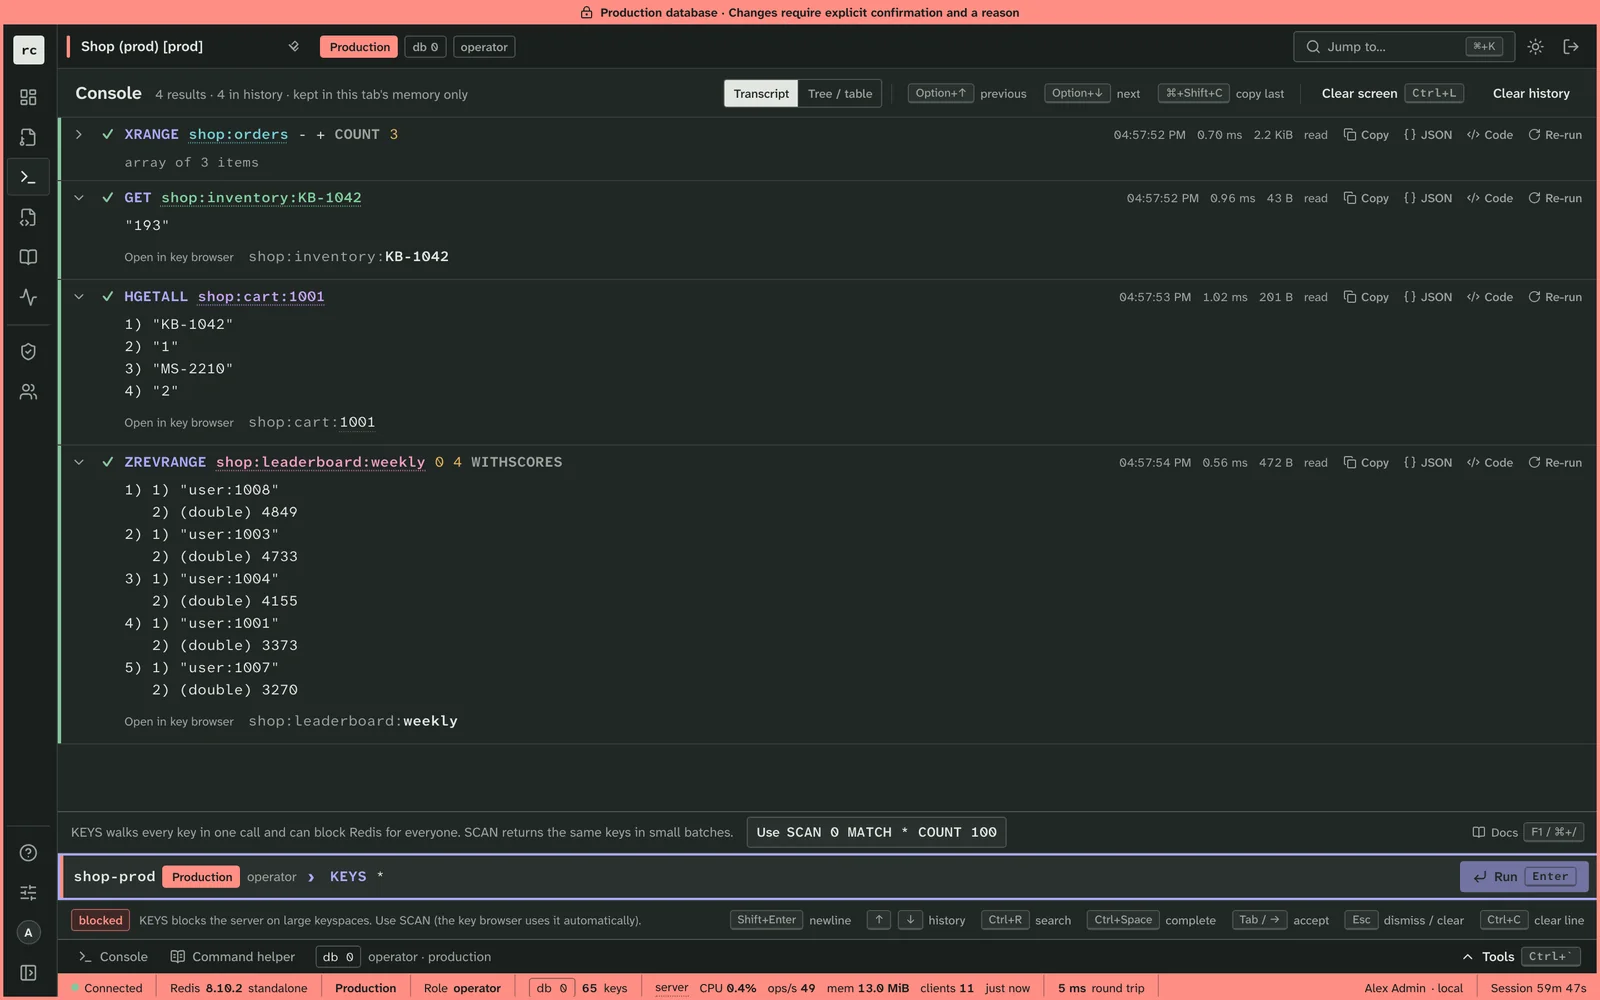 Production database · Changes require explicit confirmation and a reason
rc
Shop (prod) [prod]
Production
db 0
operator
Jump to...
⌘+K
Console
4 results · 4 in history · kept in this tab's memory only
Transcript
Tree / table
Option+↑ previous
Option+↓ next
⌘+Shift+C copy last
Clear screen Ctrl+L
Clear history
XRANGE shop:orders - + COUNT 3
04:57:52 PM 0.70 ms 2.2 KiB read Copy {} JSON </> Code Re-run
array of 3 items
GET shop:inventory:KB-1042
04:57:52 PM 0.96 ms 43 B read Copy {} JSON </> Code Re-run
"193"
Open in key browser shop:inventory:KB-1042
HGETALL shop:cart:1001
04:57:53 PM 1.02 ms 201 B read Copy {} JSON </> Code Re-run
1) "KB-1042"
2) "1"
3) "MS-2210"
4) "2"
Open in key browser shop:cart:1001
ZREVRANGE shop:leaderboard:weekly 0 4 WITHSCORES
04:57:54 PM 0.56 ms 472 B read Copy {} JSON </> Code Re-run
1) 1) "user:1008"
2) (double) 4849
2) 1) "user:1003"
2) (double) 4733
3) 1) "user:1004"
2) (double) 4155
4) 1) "user:1001"
2) (double) 3373
5) 1) "user:1007"
2) (double) 3270
Open in key browser shop:leaderboard:weekly
KEYS walks every key in one call and can block Redis for everyone. SCAN returns the same keys in small batches.
Use SCAN 0 MATCH * COUNT 100
Docs F1 / ⌘+/
shop-prod Production operator › KEYS *
Run Enter
blocked KEYS blocks the server on large keyspaces. Use SCAN (the key browser uses it automatically).
Shift+Enter newline ↑ ↓ history Ctrl+R search Ctrl+Space complete Tab / → accept Esc dismiss / clear Ctrl+C clear line
A
Console
Command helper
db 0 operator · production
Tools Ctrl+`
Connected Redis 8.10.2 standalone Production Role operator db 0 65 keys server CPU 0.4% ops/s 49 mem 13.0 MiB clients 11 just now 5 ms round trip Alex Admin · local Session 59m 47s